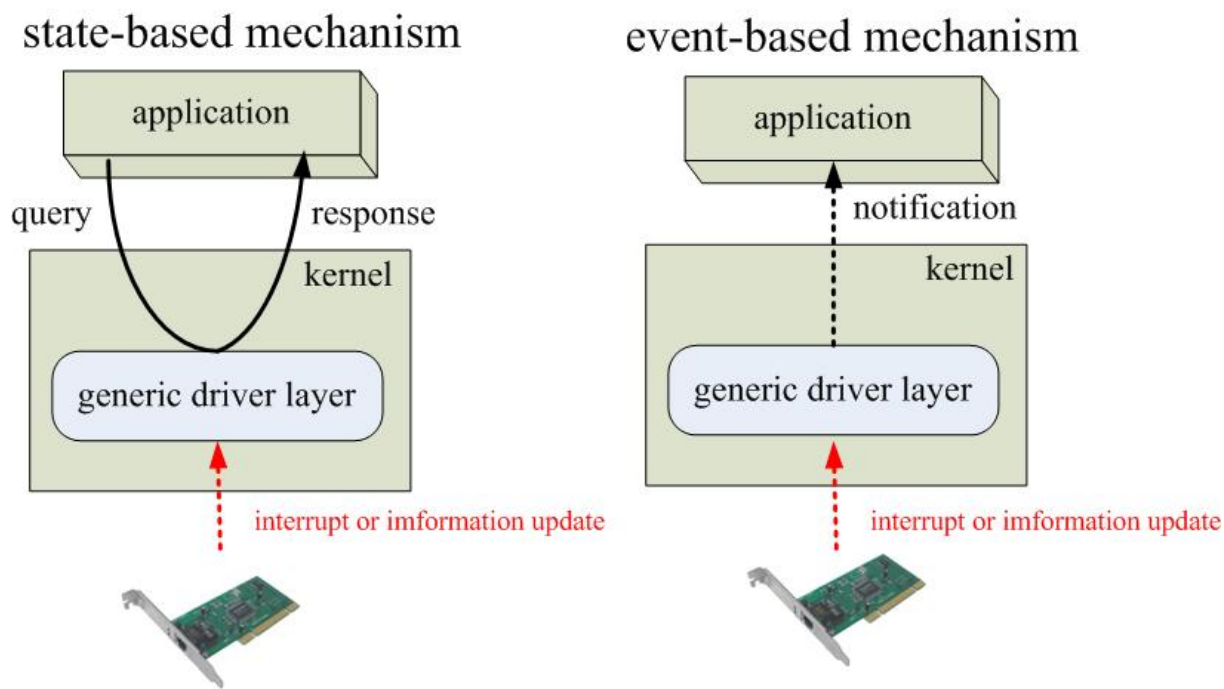 state-based mechanism
application
query
response
kernel
generic driver layer
interrupt or imformation update
event-based mechanism
application
notification
kernel
generic driver layer
interrupt or imformation update